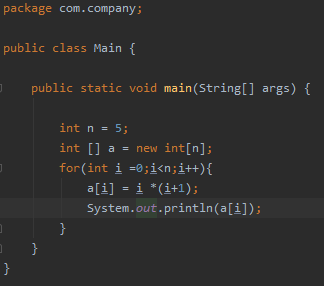 package com.company;
public class Main {
public static void main(String[] args) {
int n = 5;
int [] a = new int[n];
for(int i =0;i<n;i++){
a[i] = i *(i+1);
System.out.println(a[i]);
}
}
}